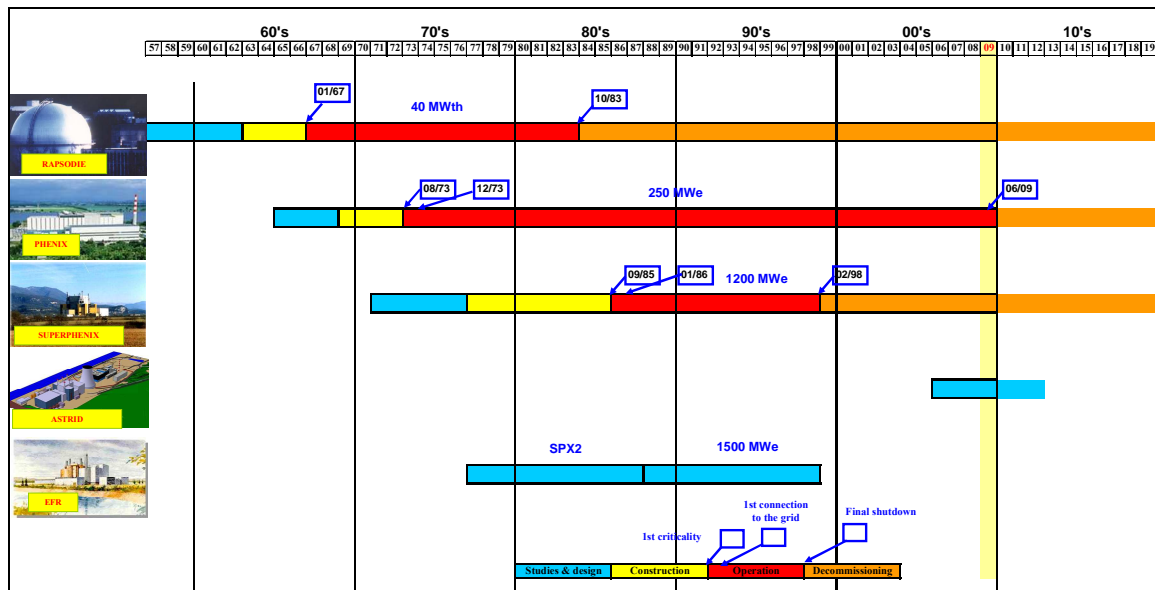 60's 70's 80's 90's 00's 10's
57 58 59 60 61 62 63 64 65 66 67 68 69 70 71 72 73 74 75 76 77 78 79 80 81 82 83 84 85 86 87 88 89 90 91 92 93 94 95 96 97 98 99 00 01 02 03 04 05 06 07 08 09 10 11 12 13 14 15 16 17 18 19
01/67 40 MWth 10/83
RAPSODIE
08/73 12/73 250 MWe 06/09
PHENIX
09/85 01/86 1200 MWe 02/98
SUPERPHENIX
ASTRID
SPX2 1500 MWe
EFR
1st criticality
1st connection
to the grid
Final shutdown
Studies & design Construction Operation Decommissioning